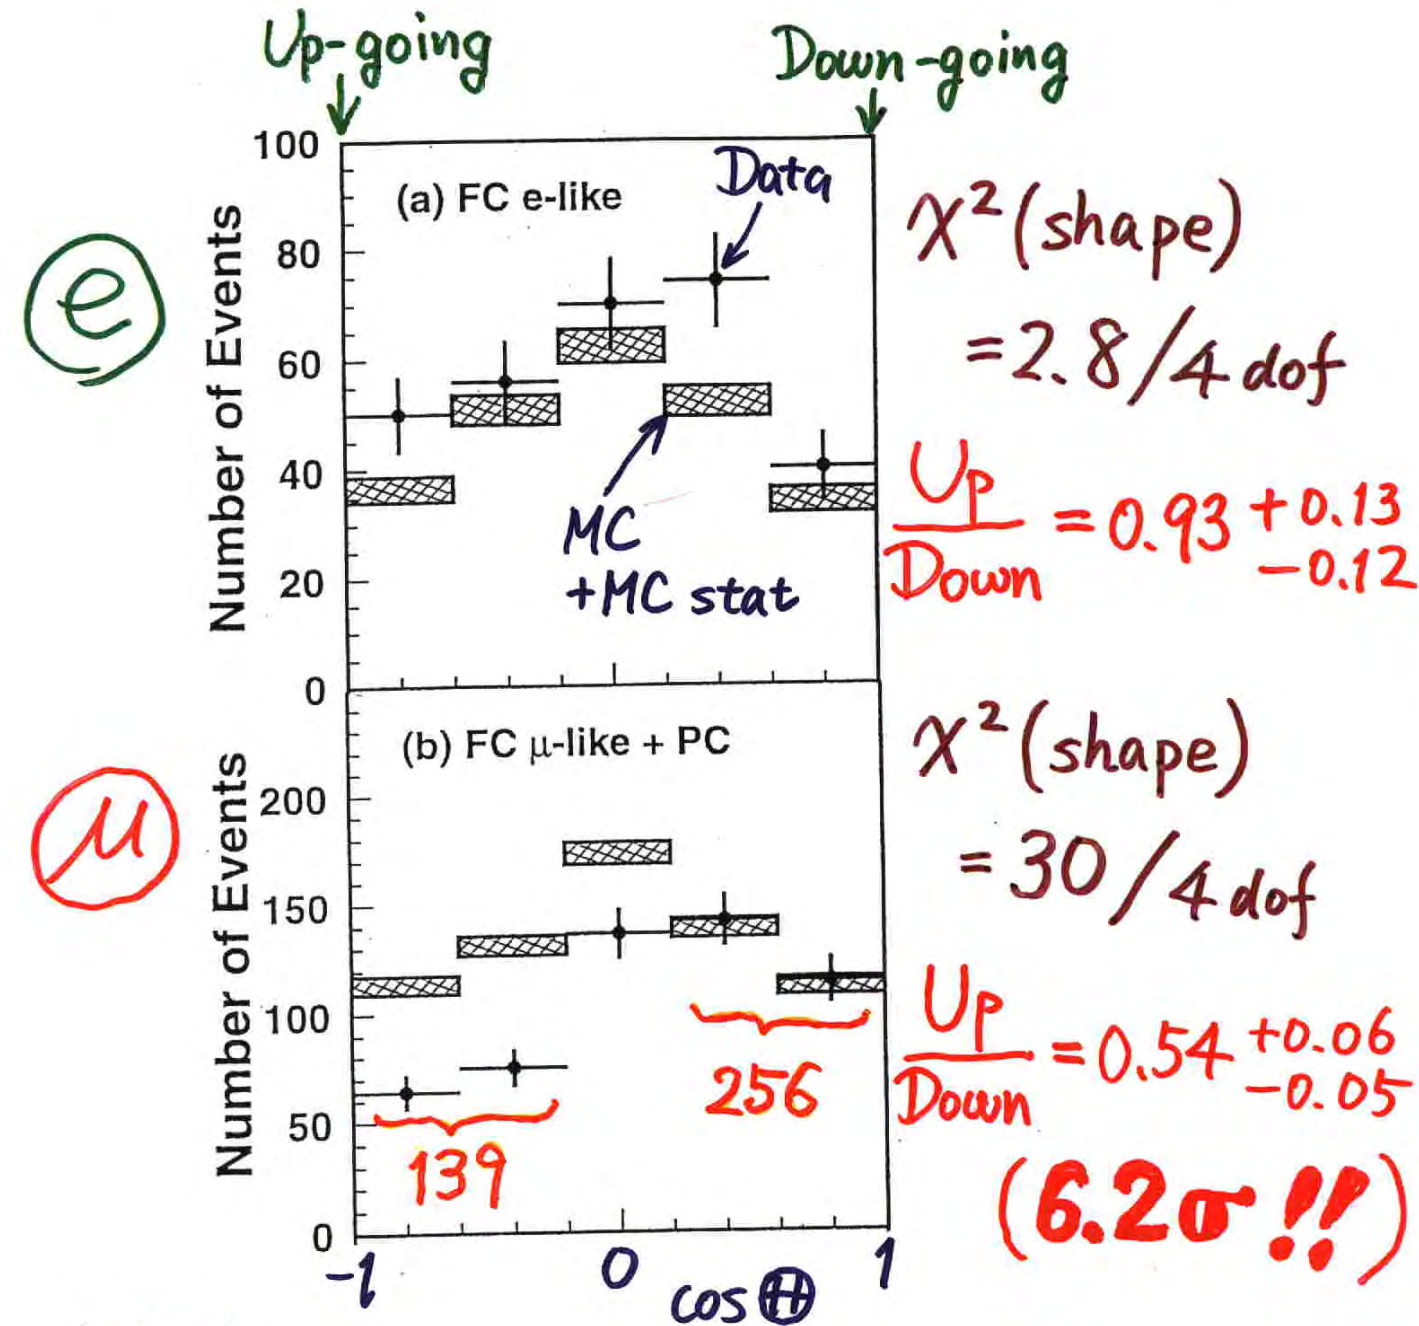 Up-going
Down-going
100
80
60
40
20
0
Number of Events
(a) FC e-like
Data
MC
+MC stat
e
χ² (shape)
= 2.8 / 4 dof
Up
Down
= 0.93 +0.13
-0.12
(b) FC μ-like + PC
200
150
100
50
0
Number of Events
μ
139
256
χ² (shape)
= 30 / 4 dof
Up
Down
= 0.54 +0.06
-0.05
(6.2σ !!)
-1
0
1
cos Θ